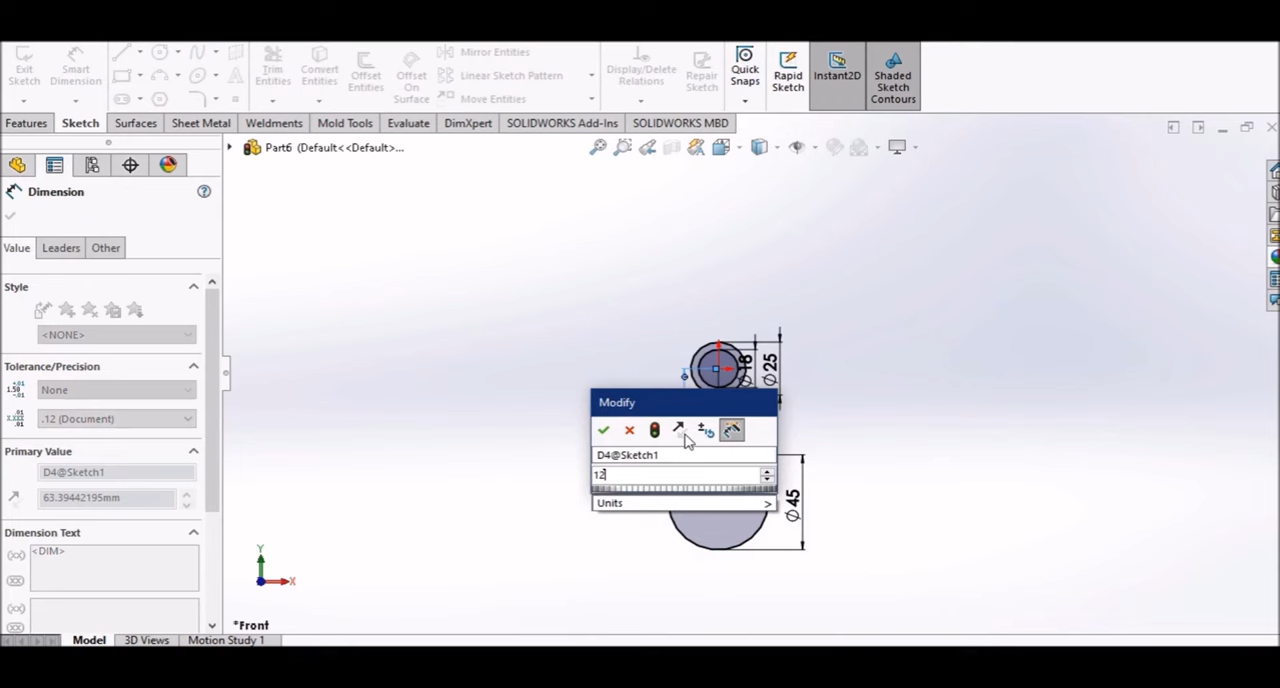 Exit Sketch
Smart Dimension
Trim Entities
Convert Entities
Offset Entities
Offset On Surface
Mirror Entities
Linear Sketch Pattern
Move Entities
Display/Delete Relations
Repair Sketch
Quick Snaps
Rapid Sketch
Instant2D
Shaded Sketch Contours
Features
Sketch
Surfaces
Sheet Metal
Weldments
Mold Tools
Evaluate
DimXpert
SOLIDWORKS Add-Ins
SOLIDWORKS MBD
Part6 (Default<<Default>...
Dimension
Value
Leaders
Other
Style
<NONE>
Tolerance/Precision
None
.12 (Document)
Primary Value
D4@Sketch1
63.39442195mm
Dimension Text
<DIM>
Ø18
Ø25
Modify
D4@Sketch1
12
Units >
Ø45
Y
X
*Front
Model
3D Views
Motion Study 1